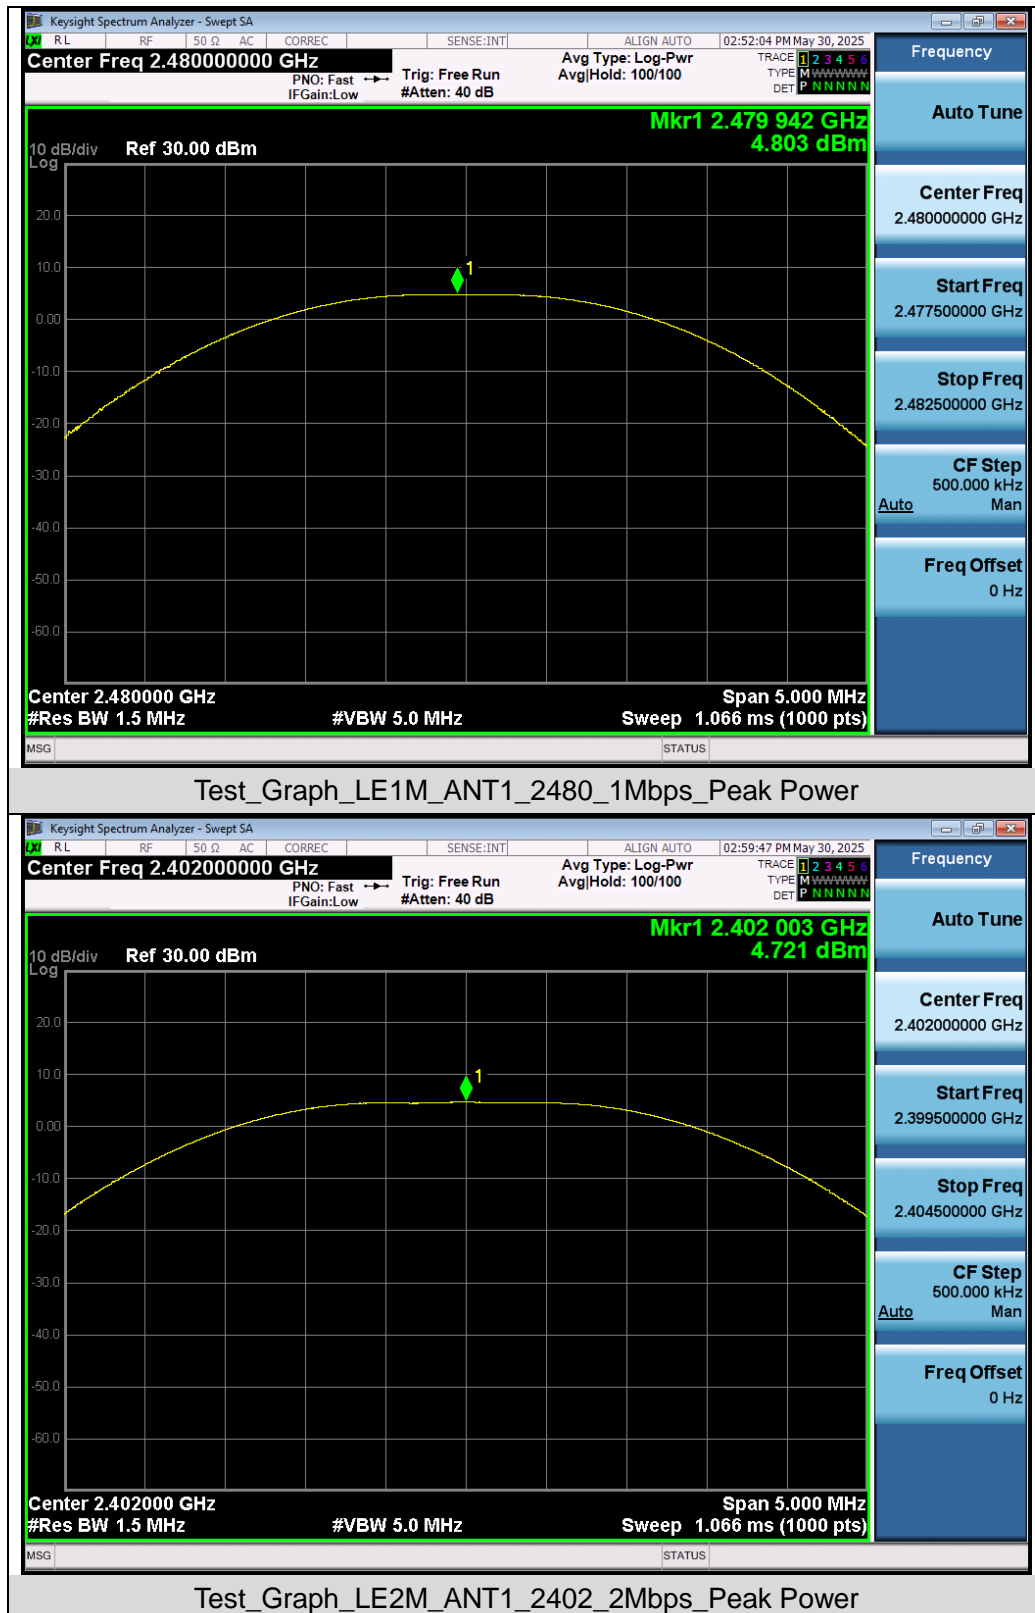 Keysight Spectrum Analyzer - Swept SA
LXI RL RF 50 Ω AC CORREC SENSE:INT ALIGN AUTO 02:52:04 PM May 30, 2025
Center Freq 2.480000000 GHz
PNO: Fast
IFGain:Low
Trig: Free Run
#Atten: 40 dB
Avg Type: Log-Pwr
Avg|Hold: 100/100
TRACE 1 2 3 4 5 6
TYPE M W W W W W
DET P N N N N N
Mkr1 2.479 942 GHz
4.803 dBm
10 dB/div
Log
Ref 30.00 dBm
20.0
10.0
0.00
-10.0
-20.0
-30.0
-40.0
-50.0
-60.0
1
Center 2.480000 GHz
Span 5.000 MHz
#Res BW 1.5 MHz
#VBW 5.0 MHz
Sweep 1.066 ms (1000 pts)
MSG
STATUS
Frequency
Auto Tune
Center Freq
2.480000000 GHz
Start Freq
2.477500000 GHz
Stop Freq
2.482500000 GHz
CF Step
500.000 kHz
Auto Man
Freq Offset
0 Hz
Test_Graph_LE1M_ANT1_2480_1Mbps_Peak Power
Keysight Spectrum Analyzer - Swept SA
LXI RL RF 50 Ω AC CORREC SENSE:INT ALIGN AUTO 02:59:47 PM May 30, 2025
Center Freq 2.402000000 GHz
PNO: Fast
IFGain:Low
Trig: Free Run
#Atten: 40 dB
Avg Type: Log-Pwr
Avg|Hold: 100/100
TRACE 1 2 3 4 5 6
TYPE M W W W W W
DET P N N N N N
Mkr1 2.402 003 GHz
4.721 dBm
10 dB/div
Log
Ref 30.00 dBm
20.0
10.0
0.00
-10.0
-20.0
-30.0
-40.0
-50.0
-60.0
1
Center 2.402000 GHz
Span 5.000 MHz
#Res BW 1.5 MHz
#VBW 5.0 MHz
Sweep 1.066 ms (1000 pts)
MSG
STATUS
Frequency
Auto Tune
Center Freq
2.402000000 GHz
Start Freq
2.399500000 GHz
Stop Freq
2.404500000 GHz
CF Step
500.000 kHz
Auto Man
Freq Offset
0 Hz
Test_Graph_LE2M_ANT1_2402_2Mbps_Peak Power